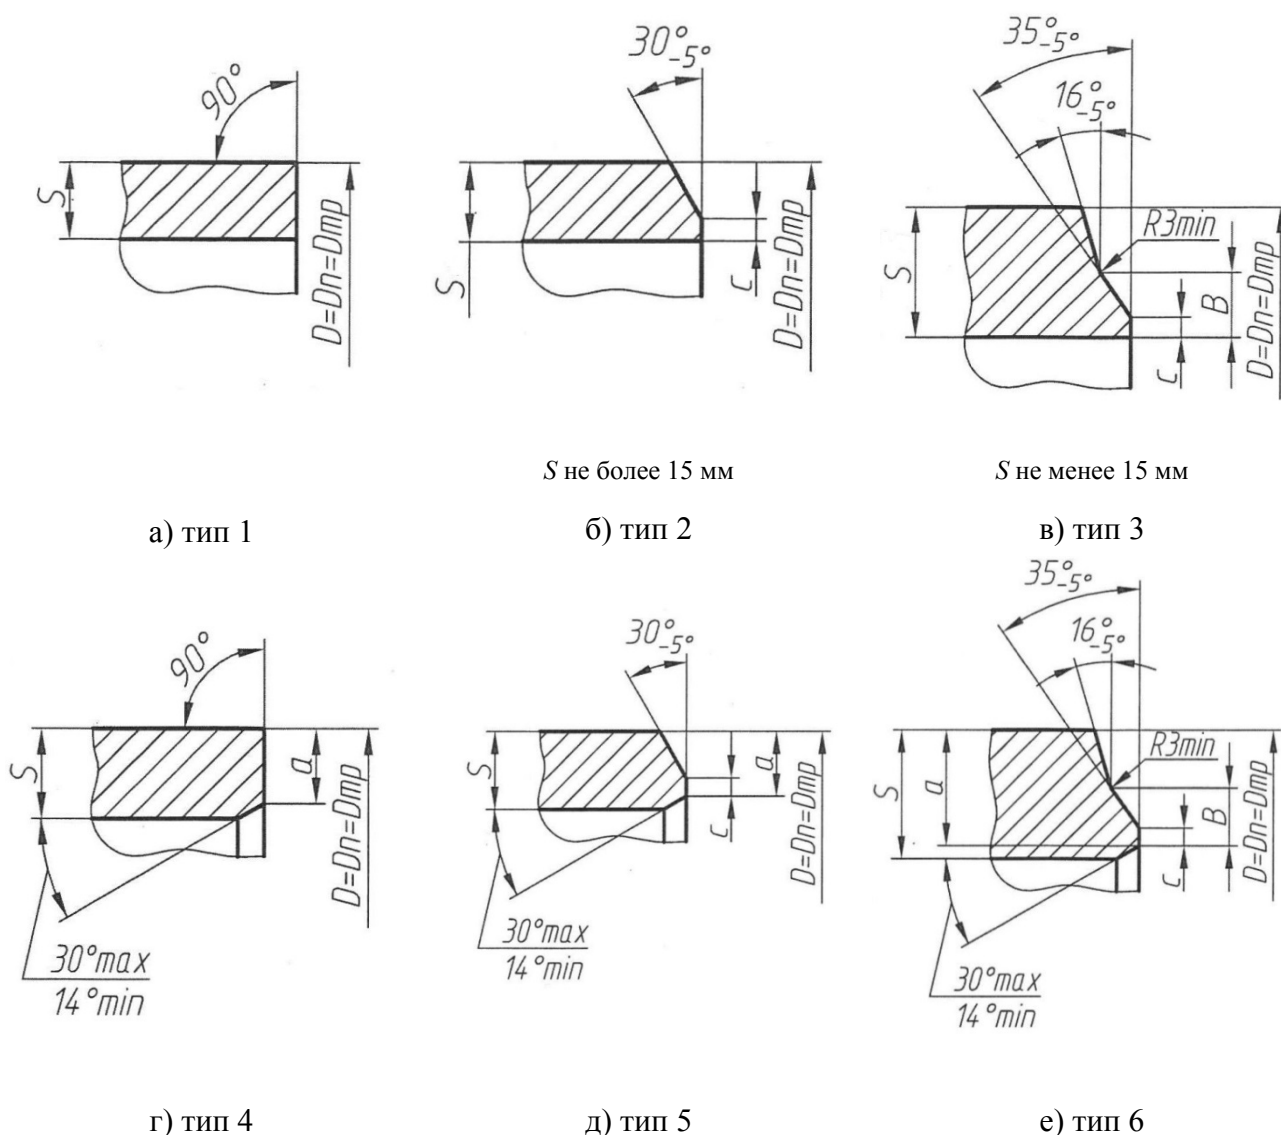 90°
S
D=Dn=Dmp
30°-5°
S
c
D=Dn=Dmp
35°-5°
16°-5°
R3min
S
B
c
D=Dn=Dmp
S не более 15 мм
S не менее 15 мм
а) тип 1
б) тип 2
в) тип 3
90°
S
a
D=Dn=Dmp
30°max
14°min
30°-5°
S
a
c
D=Dn=Dmp
30°max
14°min
35°-5°
16°-5°
R3min
S
a
B
c
D=Dn=Dmp
30°max
14°min
г) тип 4
д) тип 5
е) тип 6